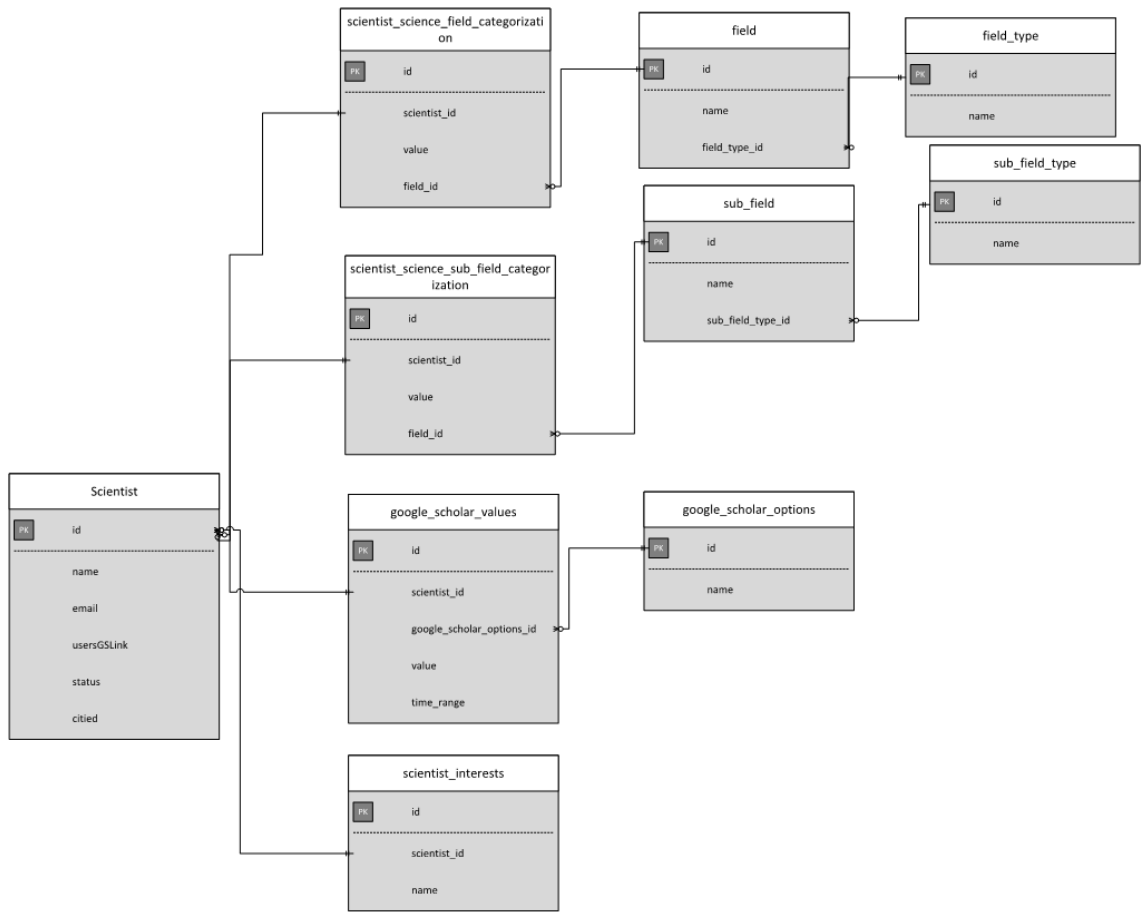 scientist_science_field_categorizati
on
PK id
scientist_id
value
field_id
field
PK id
name
field_type_id
field_type
PK id
name
sub_field_type
PK id
name
sub_field
PK id
name
sub_field_type_id
scientist_science_sub_field_categor
ization
PK id
scientist_id
value
field_id
Scientist
PK id
name
email
usersGSLink
status
citied
google_scholar_values
PK id
scientist_id
google_scholar_options_id
value
time_range
google_scholar_options
PK id
name
scientist_interests
PK id
scientist_id
name